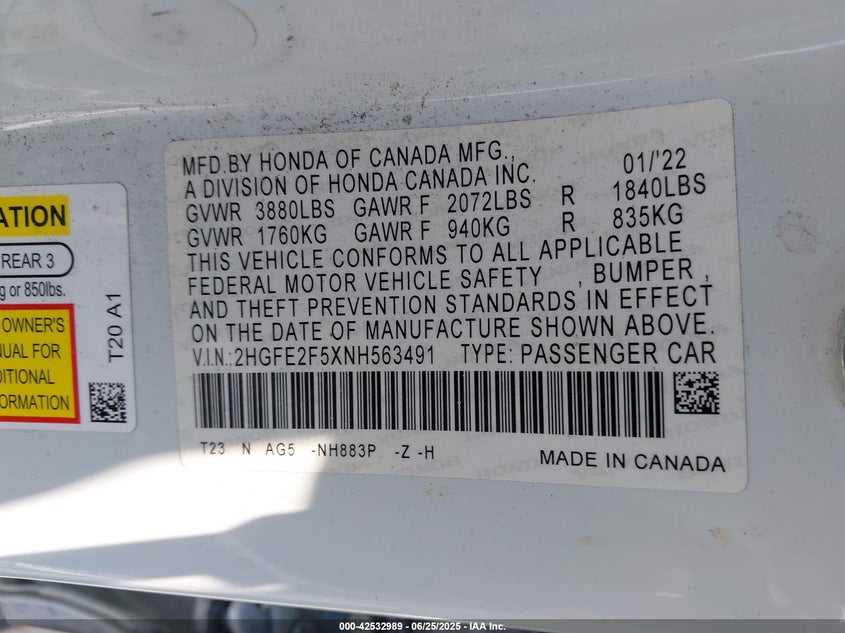 MFD.BY HONDA OF CANADA MFG.,
A DIVISION OF HONDA CANADA INC. 01/'22
GVWR 3880LBS GAWR F 2072LBS R 1840LBS
GVWR 1760KG GAWR F 940KG R 835KG
THIS VEHICLE CONFORMS TO ALL APPLICABLE
FEDERAL MOTOR VEHICLE SAFETY , BUMPER ,
AND THEFT PREVENTION STANDARDS IN EFFECT
ON THE DATE OF MANUFACTURE SHOWN ABOVE.
V.I.N.:2HGFE2F5XNH563491 TYPE: PASSENGER CAR
T23 N AG5 -NH883P -Z -H
MADE IN CANADA
ATION
REAR 3
g or 850lbs.
OWNER'S
UAL FOR
DITIONAL
FORMATION
T20 A1
000-42532989 - 06/25/2025 - IAA Inc.